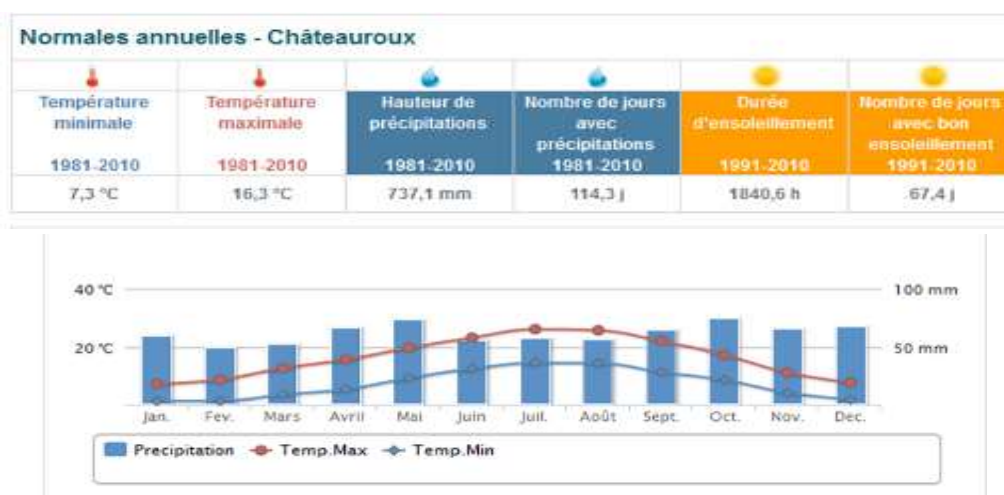 Normales annuelles - Châteauroux
Température minimale 1981-2010
Température maximale 1981-2010
Hauteur de précipitations 1981-2010
Nombre de jours avec précipitations 1981-2010
Durée d'ensoleillement 1991-2010
Nombre de jours avec bon ensoleillement 1991-2010
7,3 °C 16,3 °C 737,1 mm 114,3 j 1840,6 h 67,4 j
40 °C 100 mm
20 °C 50 mm
Jan. Fev. Mars Avril Mai Juin Juil. Août Sept. Oct. Nov. Dec.
Precipitation Temp.Max Temp.Min